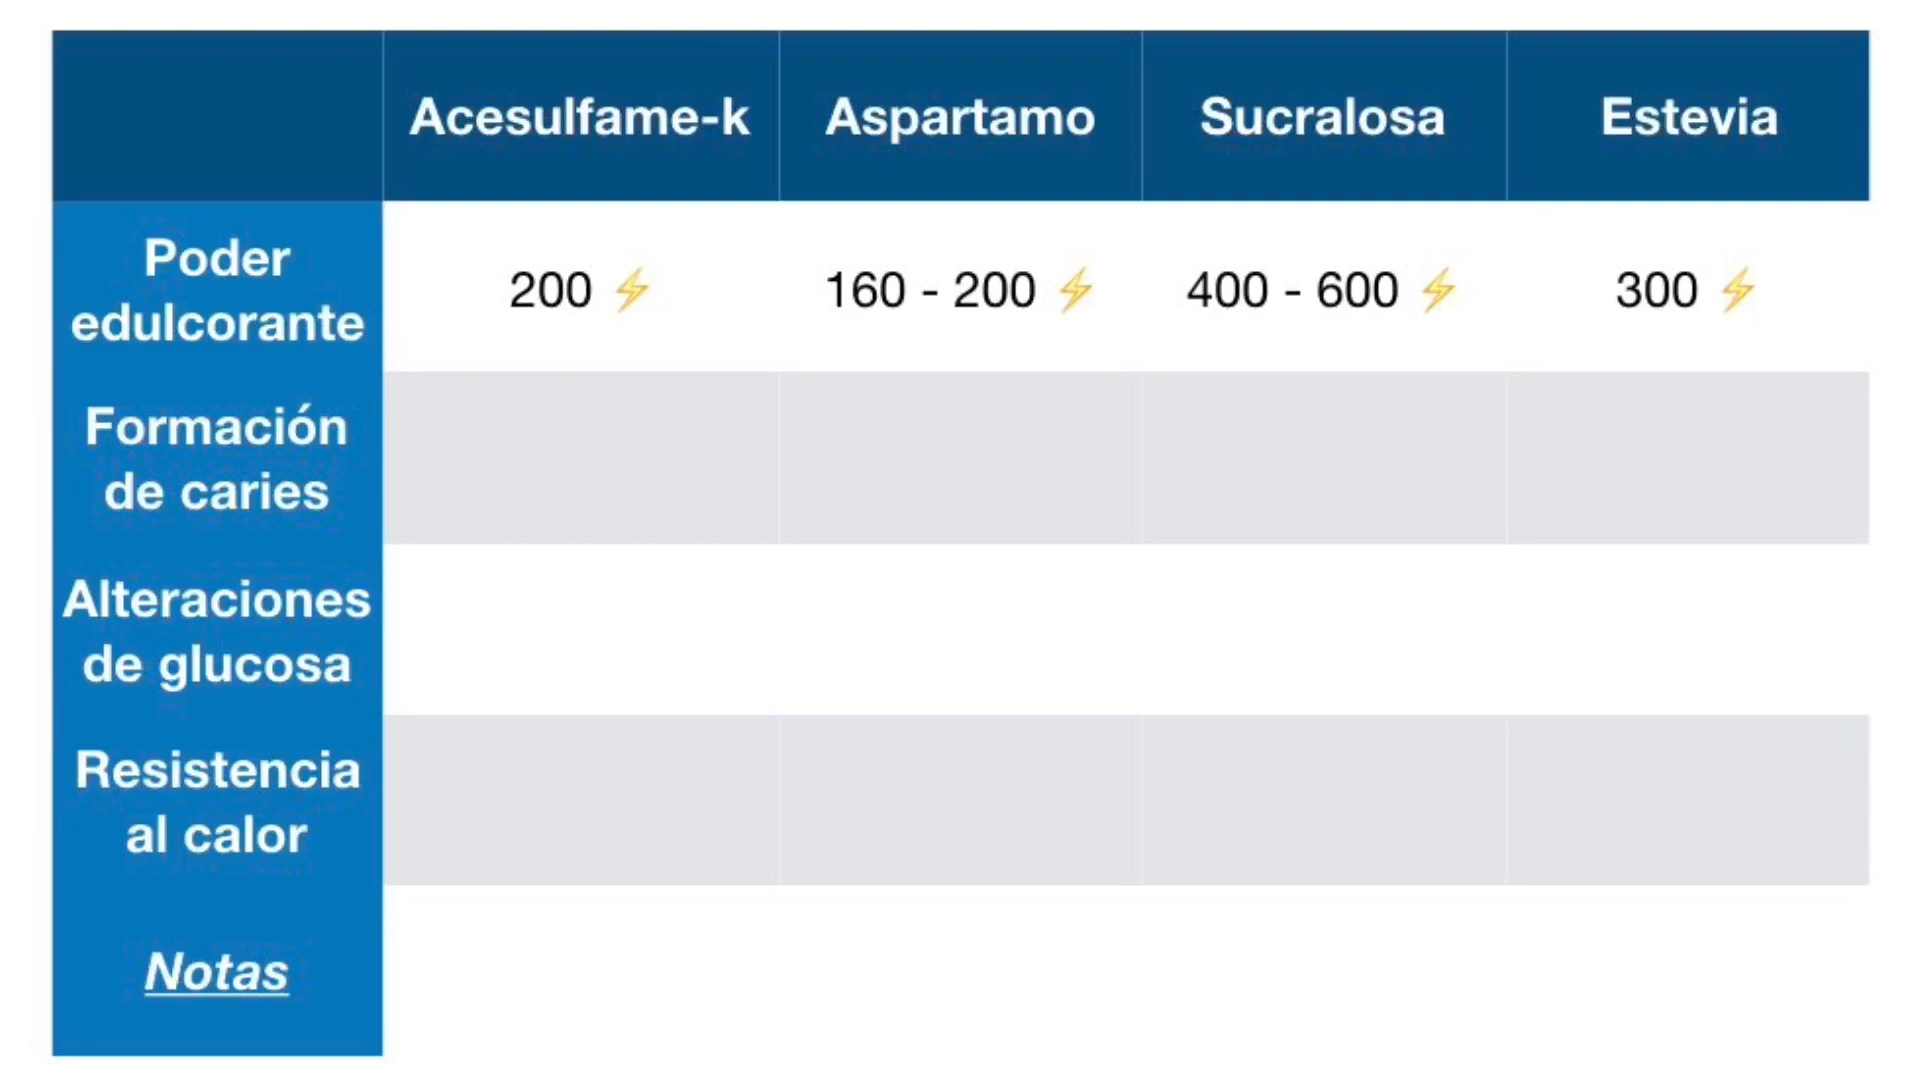 Acesulfame-k Aspartamo Sucralosa Estevia
Poder
edulcorante
200 ⚡ 160 - 200 ⚡ 400 - 600 ⚡ 300 ⚡
Formación
de caries
Alteraciones
de glucosa
Resistencia
al calor
Notas